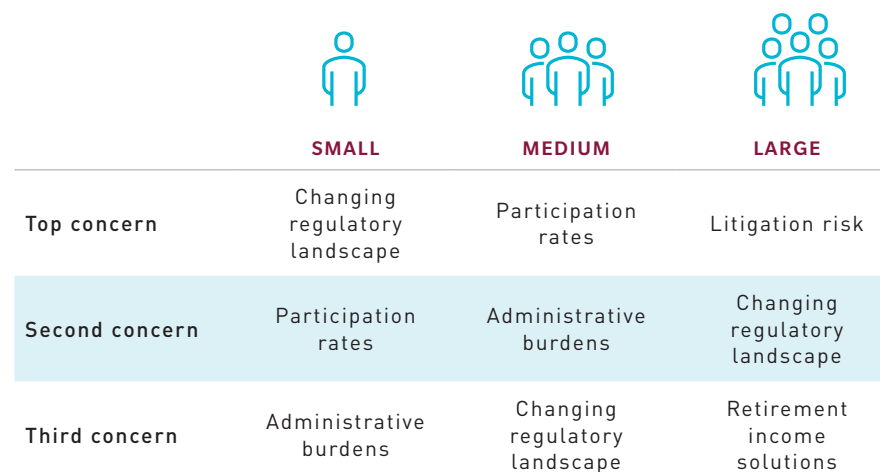 SMALL MEDIUM LARGE
Top concern
Changing
regulatory
landscape
Participation
rates
Litigation risk
Second concern
Participation
rates
Administrative
burdens
Changing
regulatory
landscape
Third concern
Administrative
burdens
Changing
regulatory
landscape
Retirement
income
solutions